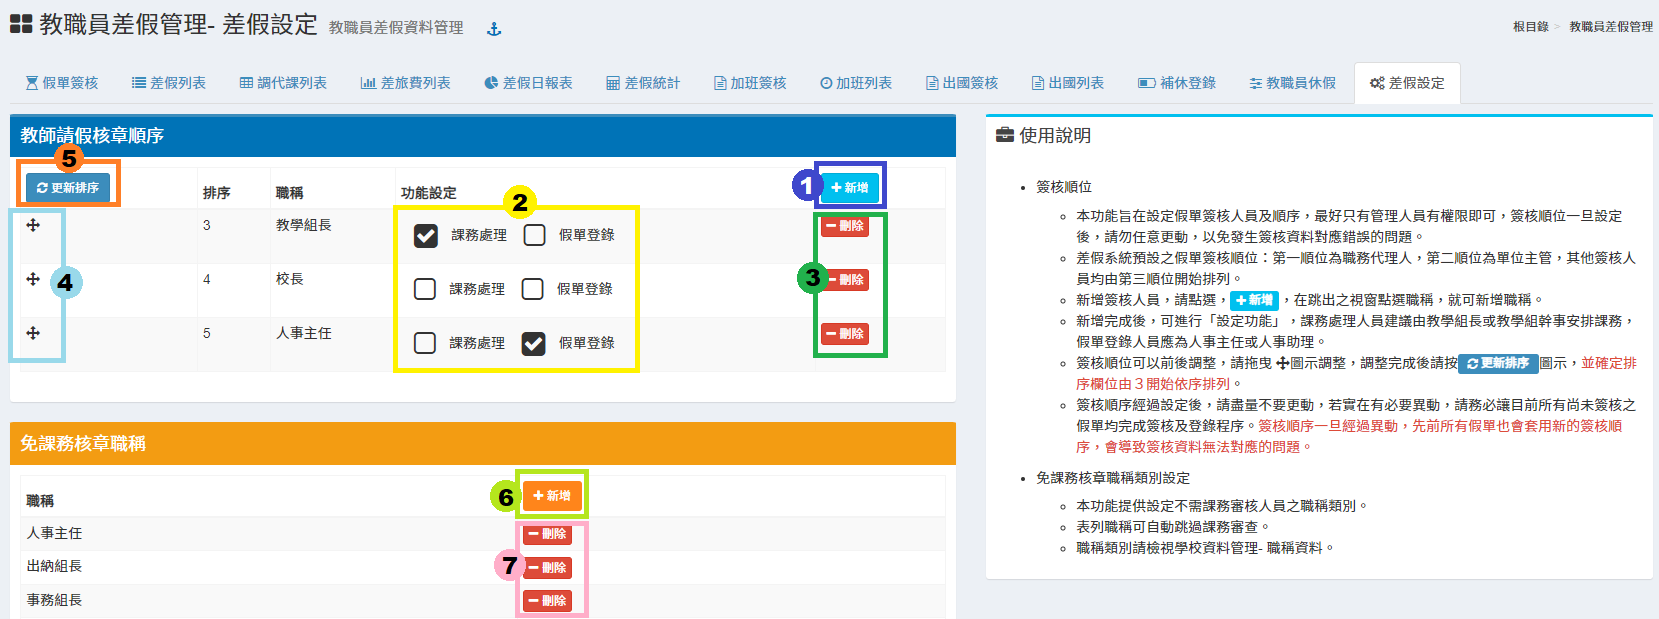 教職員差假管理- 差假設定 教職員差假資料管理
根目錄 > 教職員差假管理
假單簽核 差假列表 調代課列表 差旅費列表 差假日報表 差假統計 加班簽核 加班列表 出國簽核 出國列表 補休登錄 教職員休假 差假設定
教師請假核章順序
5
更新排序 排序 職稱 功能設定 1 新增
2
3 教學組長 課務處理 假單登錄 刪除
4
4 校長 課務處理 假單登錄 3 刪除
5 人事主任 課務處理 假單登錄 刪除
免課務核章職稱
職稱 6 新增
人事主任 刪除
出納組長 7 刪除
事務組長 刪除
使用說明
簽核順位
本功能旨在設定假單簽核人員及順序，最好只有管理人員有權限即可，簽核順位一旦設定
後，請勿任意更動，以免發生簽核資料對應錯誤的問題。
差假系統預設之假單簽核順位：第一順位為職務代理人，第二順位為單位主管，其他簽核人
員均由第三順位開始排列。
新增簽核人員，請點選，新增，在跳出之視窗點選職稱，就可新增職稱。
新增完成後，可進行「設定功能」，課務處理人員建議由教學組長或教學組幹事安排課務，
假單登錄人員應為人事主任或人事助理。
簽核順位可以前後調整，請拖曳 圖示調整，調整完成後請按 更新排序 圖示，並確定排
序欄位由 3 開始依序排列。
簽核順序經過設定後，請盡量不要更動，若實在有必要異動，請務必讓目前所有尚未簽核之
假單均完成簽核及登錄程序。簽核順序一旦經過異動，先前所有假單也會套用新的簽核順
序，會導致簽核資料無法對應的問題。
免課務核章職稱類別設定
本功能提供設定不需課務審核人員之職稱類別。
表列職稱可自動跳過課務審查。
職稱類別請檢視學校資料管理- 職稱資料。